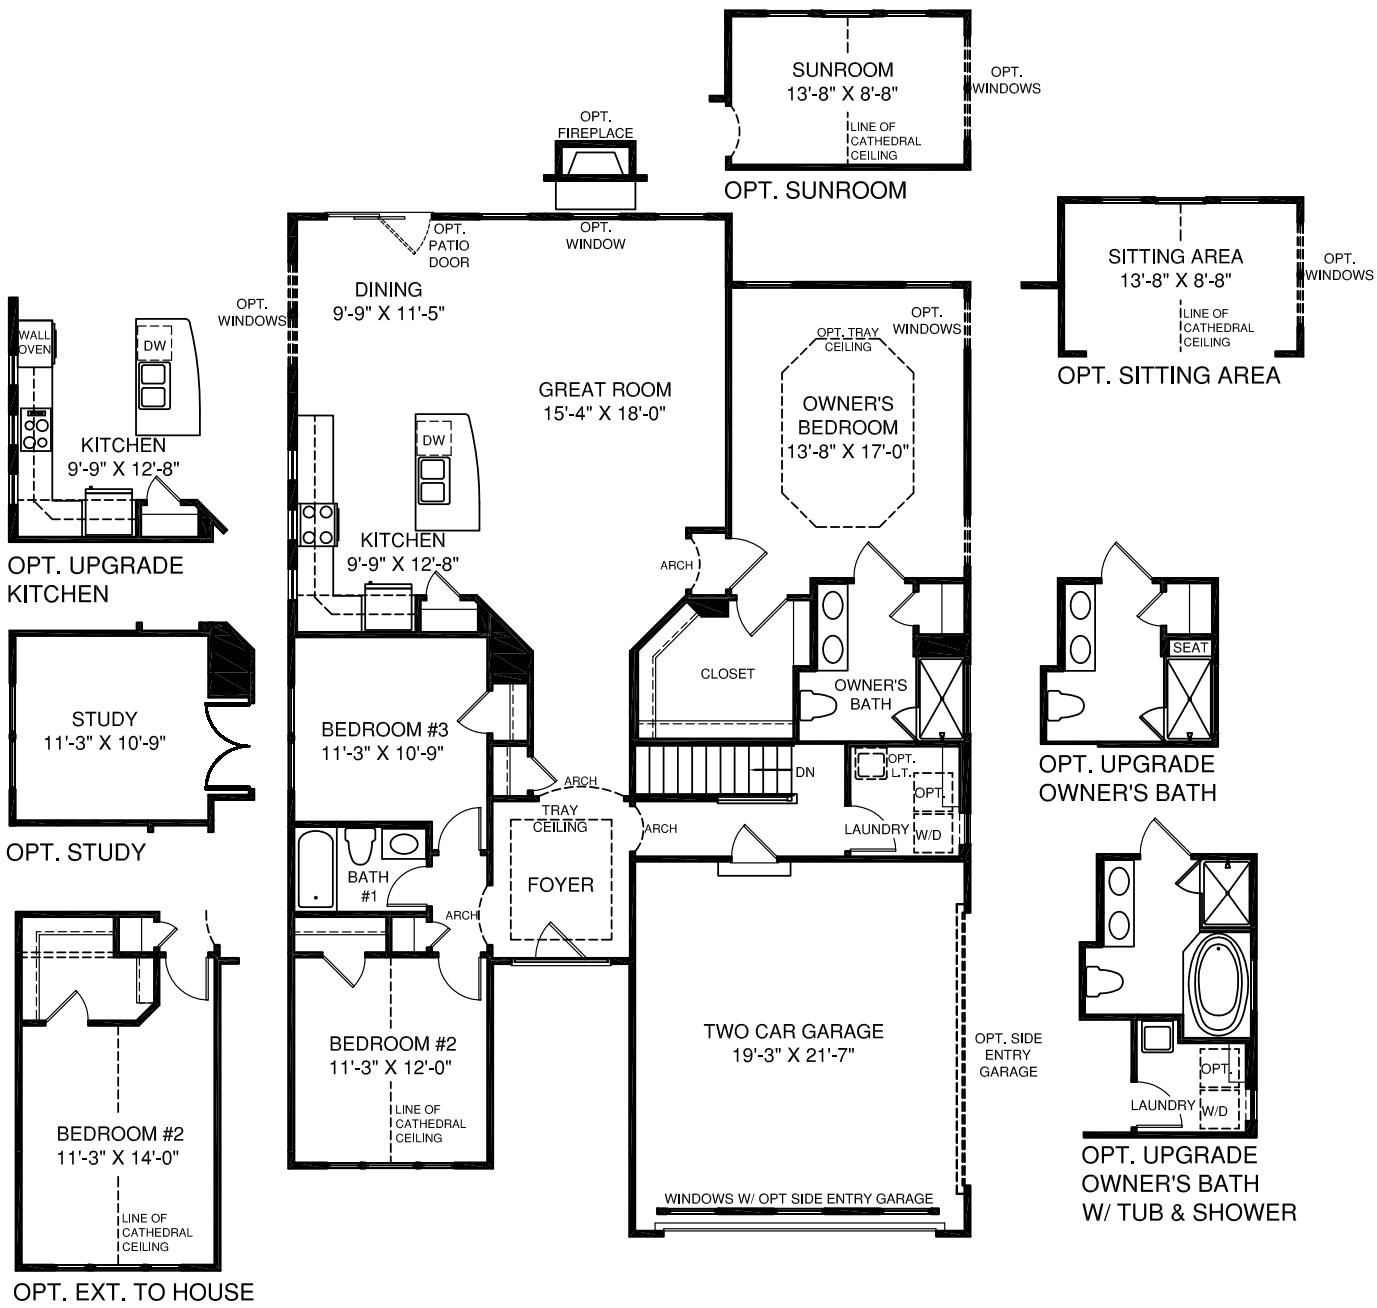 SUNROOM
13'-8" X 8'-8"
OPT.
WINDOWS
LINE OF
CATHEDRAL
CEILING
OPT. SUNROOM
OPT.
FIREPLACE
SITTING AREA
13'-8" X 8'-8"
OPT.
WINDOWS
LINE OF
CATHEDRAL
CEILING
OPT. SITTING AREA
OPT.
PATIO
DOOR
OPT.
WINDOW
DINING
9'-9" X 11'-5"
OPT.
WINDOWS
GREAT ROOM
15'-4" X 18'-0"
OPT.
WINDOWS
OPT. TRAY
CEILING
OWNER'S
BEDROOM
13'-8" X 17'-0"
WALL
OVEN
DW
KITCHEN
9'-9" X 12'-8"
OPT. UPGRADE
KITCHEN
DW
KITCHEN
9'-9" X 12'-8"
ARCH
CLOSET
OWNER'S
BATH
SEAT
OPT. UPGRADE
OWNER'S BATH
STUDY
11'-3" X 10'-9"
OPT. STUDY
BEDROOM #3
11'-3" X 10'-9"
ARCH
TRAY
CEILING
FOYER
ARCH
DN
OPT.
L.T.
OPT.
LAUNDRY
W/D
BATH
#1
ARCH
BEDROOM #2
11'-3" X 12'-0"
LINE OF
CATHEDRAL
CEILING
TWO CAR GARAGE
19'-3" X 21'-7"
OPT. SIDE
ENTRY
GARAGE
WINDOWS W/ OPT SIDE ENTRY GARAGE
BEDROOM #2
11'-3" X 14'-0"
LINE OF
CATHEDRAL
CEILING
OPT. EXT. TO HOUSE
OPT.
LAUNDRY
W/D
OPT. UPGRADE
OWNER'S BATH
W/ TUB & SHOWER